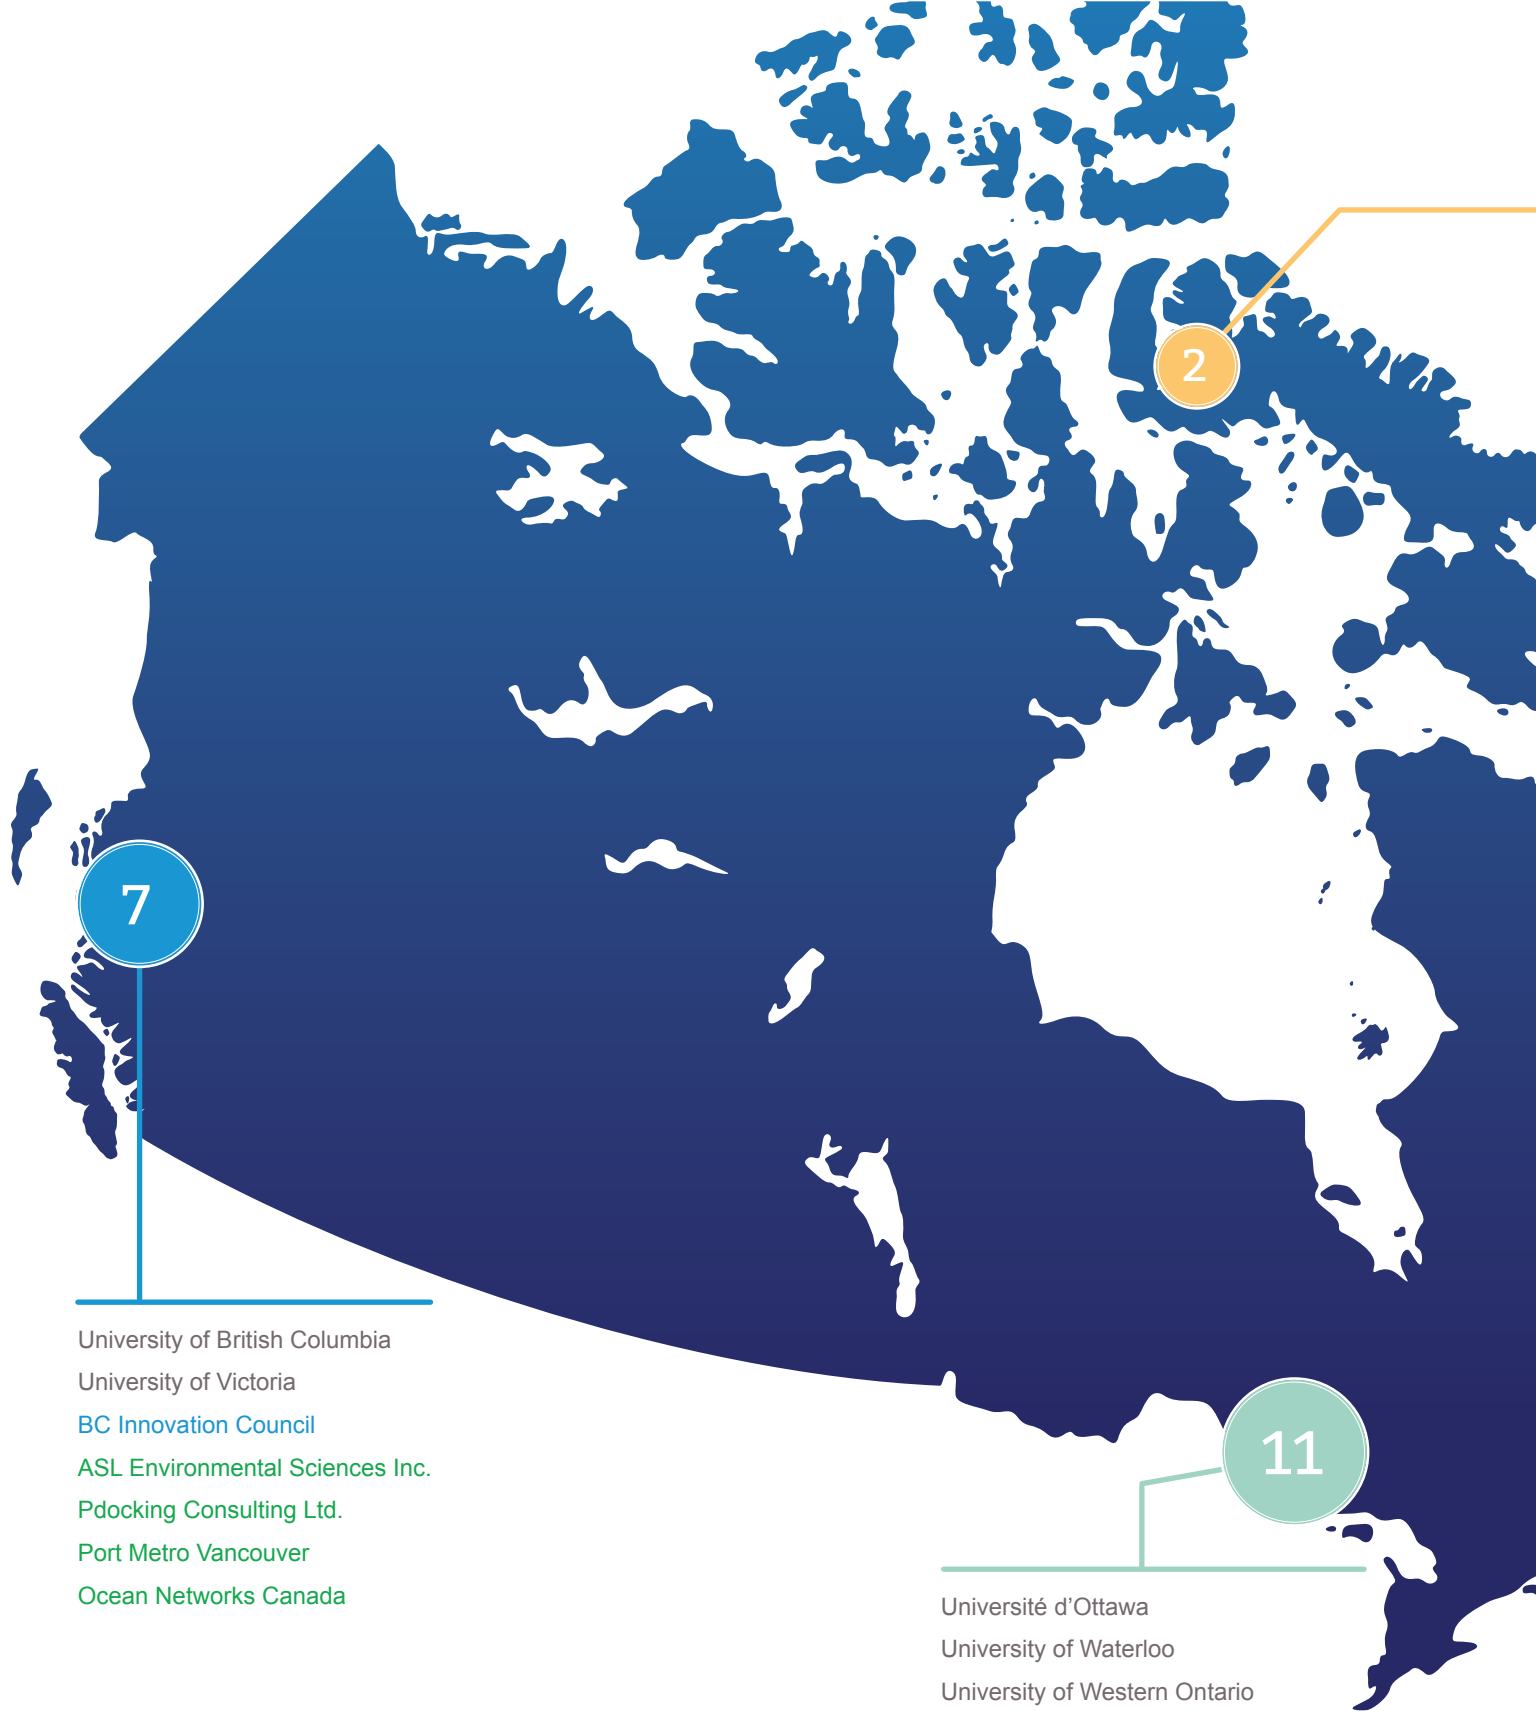 2
7
University of British Columbia
University of Victoria
BC Innovation Council
ASL Environmental Sciences Inc.
Pdocking Consulting Ltd.
Port Metro Vancouver
Ocean Networks Canada
11
Université d’Ottawa
University of Waterloo
University of Western Ontario